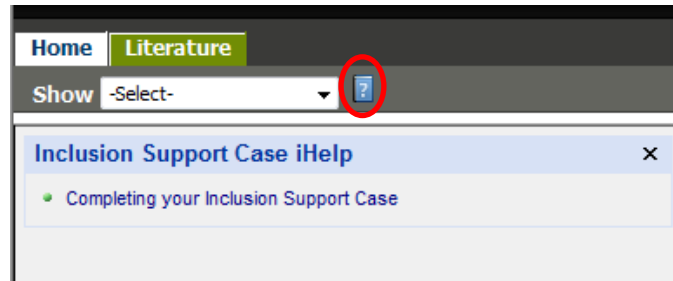 Home Literature
Show -Select- ?
Inclusion Support Case iHelp ×
Completing your Inclusion Support Case